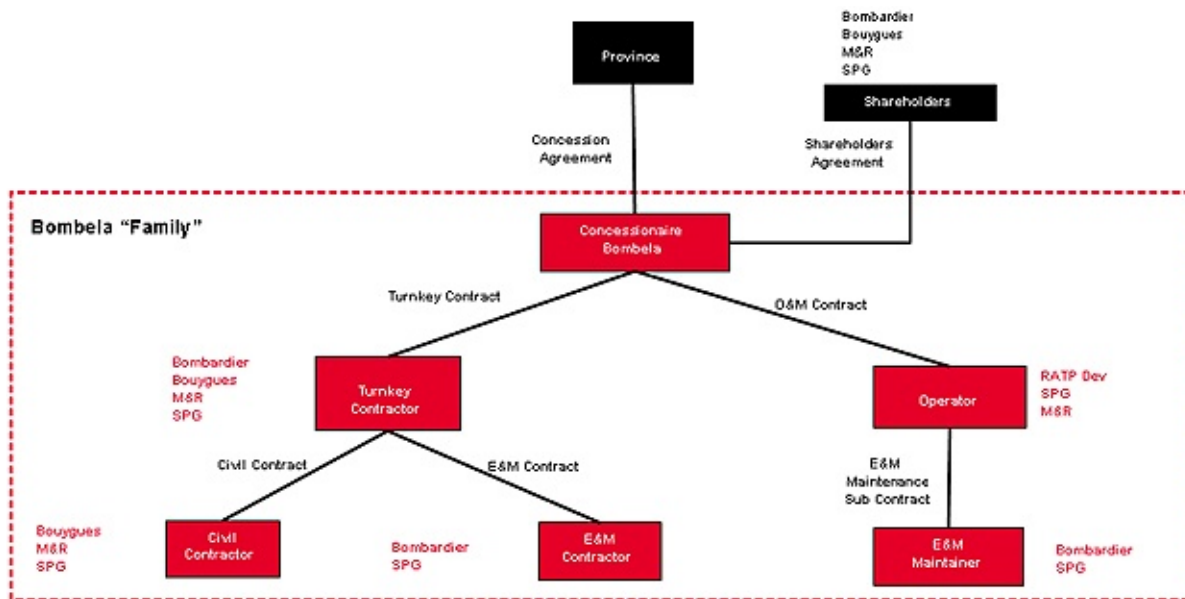 Bombardier
Bouygues
M&R
SPG
Province
Shareholders
Concession
Agreement
Shareholders
Agreement
Bombela “Family”
Concessionaire
Bombela
Turnkey Contract
O&M Contract
Bombardier
Bouygues
M&R
SPG
Turnkey
Contractor
Operator
RATP Dev
SPG
M&R
Civil Contract
E&M Contract
E&M
Maintenance
Sub Contract
Bouygues
M&R
SPG
Civil
Contractor
Bombardier
SPG
E&M
Contractor
E&M
Maintainer
Bombardier
SPG